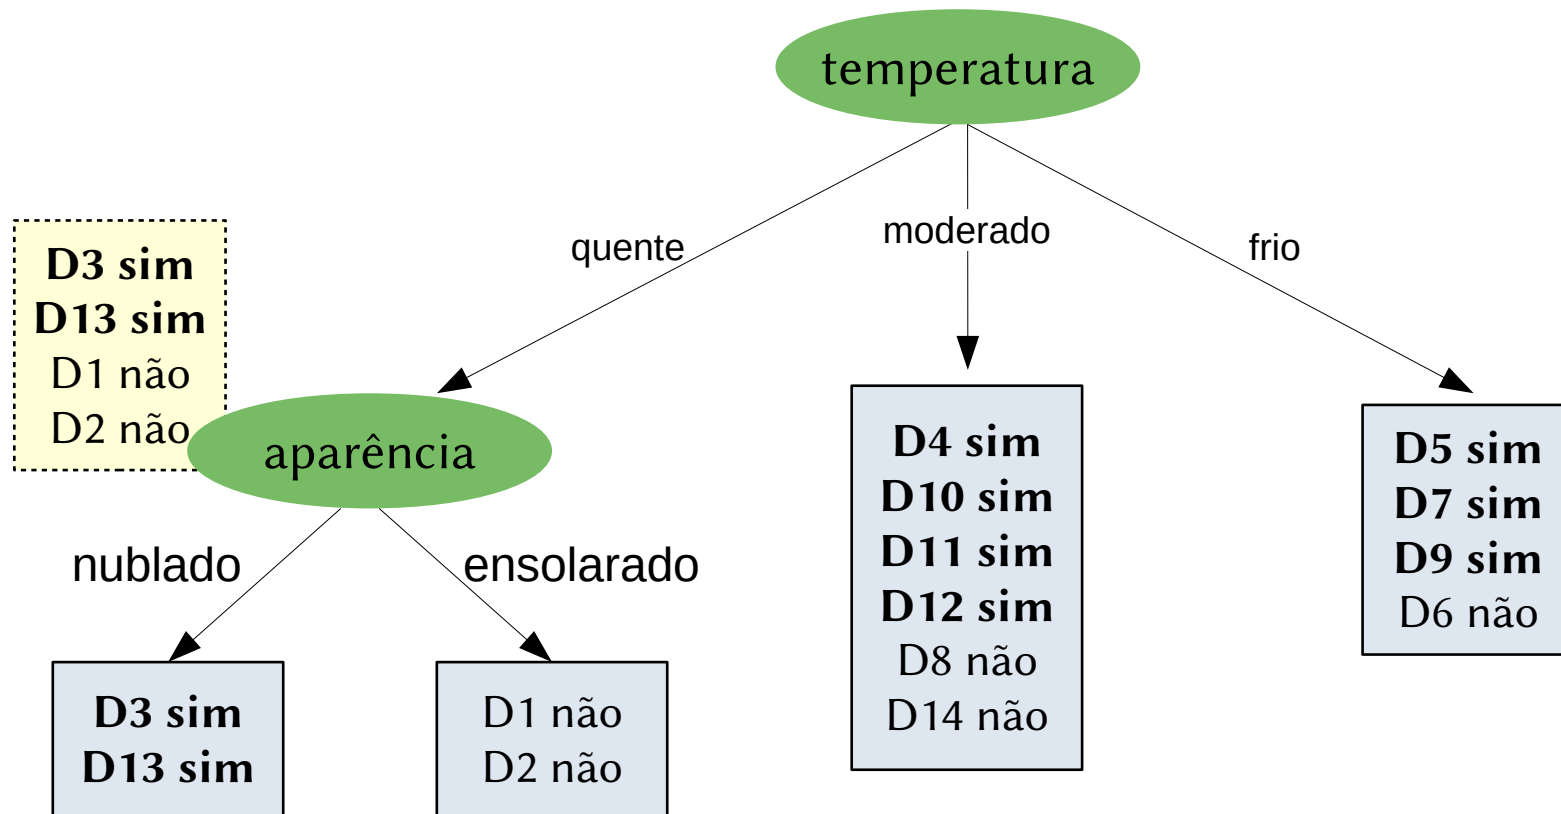 temperatura
quente
moderado
frio
D3 sim
D13 sim
D1 não
D2 não
aparência
D4 sim
D10 sim
D11 sim
D12 sim
D8 não
D14 não
D5 sim
D7 sim
D9 sim
D6 não
nublado
ensolarado
D3 sim
D13 sim
D1 não
D2 não